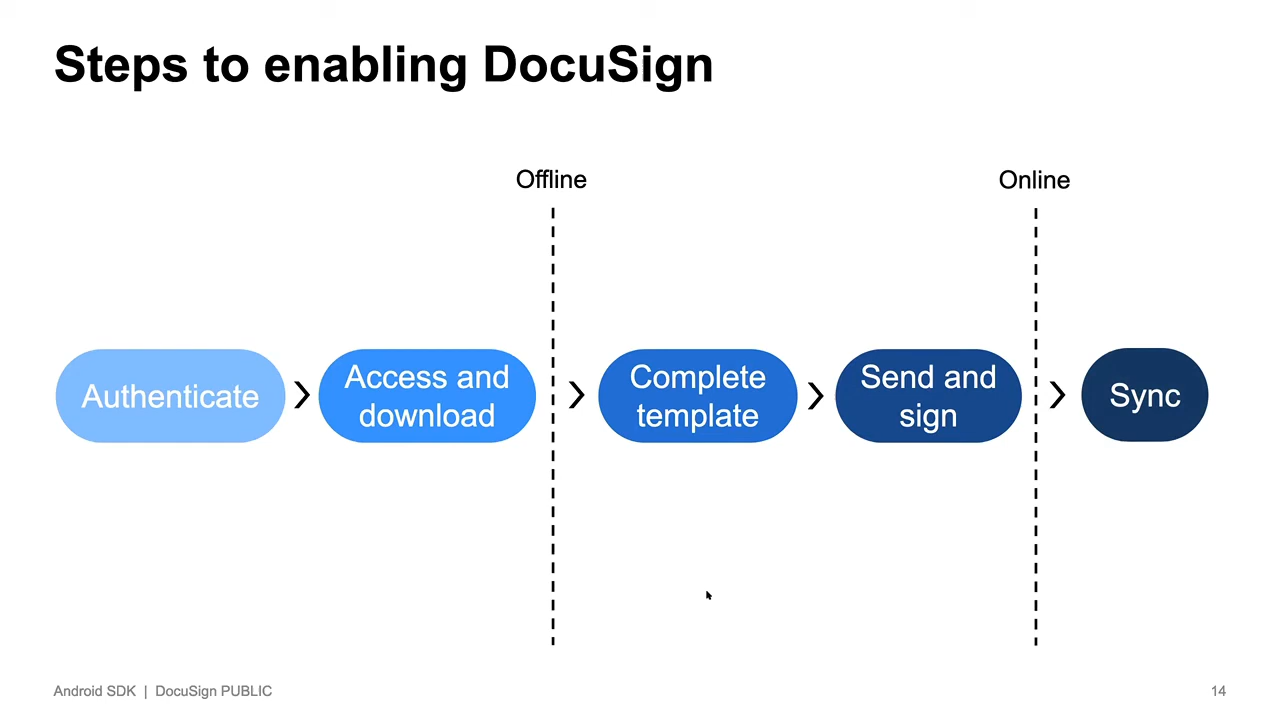 Steps to enabling DocuSign
Offline
Online
Authenticate
Access and
download
Complete
template
Send and
sign
Sync
Android SDK | DocuSign PUBLIC
14